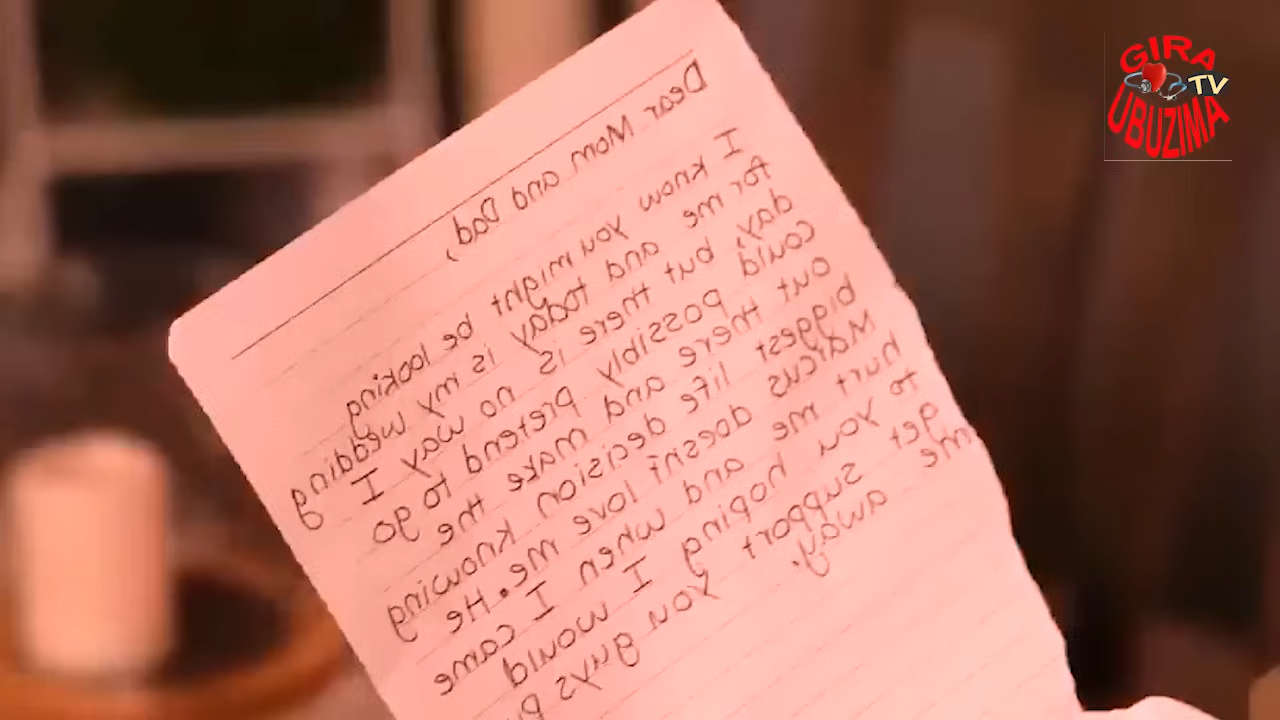 Dear Mom and Dad,
I know you might be looking
for me and today is my wedding
day, but there is no way I
could possibly pretend to go
out there and make the
biggest life decision knowing
Marcus doesn't love me. He
hurt me and when I came
to you hoping I would
get support you guys
me away.
GIRA
TV
UBUZIMA